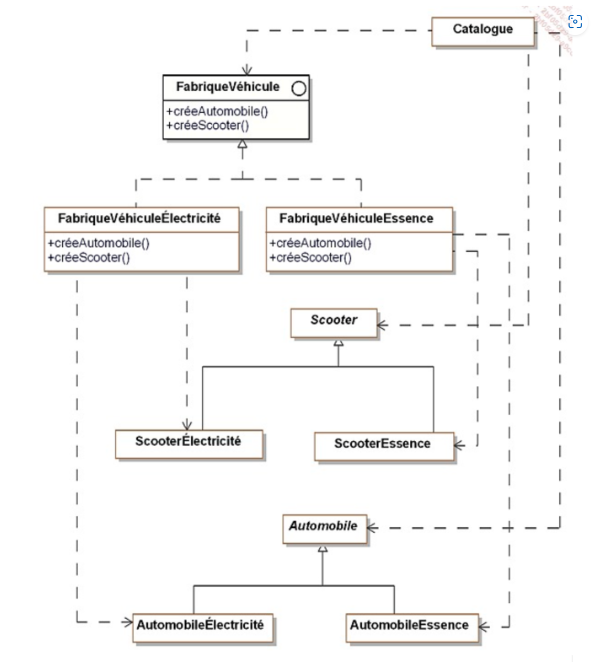 Catalogue
FabriqueVéhicule
+créeAutomobile()
+créeScooter()
FabriqueVéhiculeÉlectricité
+créeAutomobile()
+créeScooter()
FabriqueVéhiculeEssence
+créeAutomobile()
+créeScooter()
Scooter
ScooterÉlectricité
ScooterEssence
Automobile
AutomobileÉlectricité
AutomobileEssence